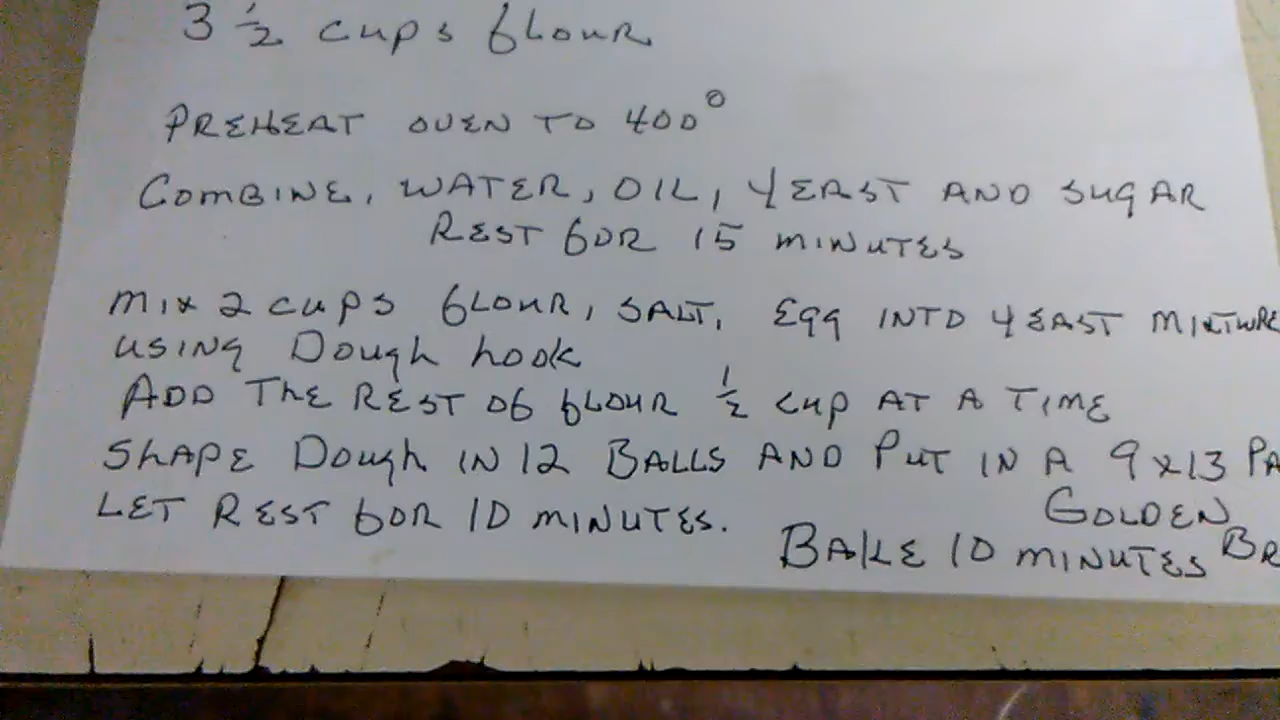 3 1/2 cups flour
PREHEAT OVEN TO 400°
COMBINE, WATER, OIL, YEAST AND SUGAR
REST FOR 15 MINUTES
MIX 2 CUPS FLOUR, SALT, EGG INTO YEAST MIXTURE
USING Dough hook
ADD THE REST OF FLOUR 1/2 CUP AT A TIME
SHAPE Dough IN 12 BALLS AND PUT IN A 9x13 PA
LET REST FOR 10 MINUTES.
GOLDEN
BAKE 10 MINUTES BR